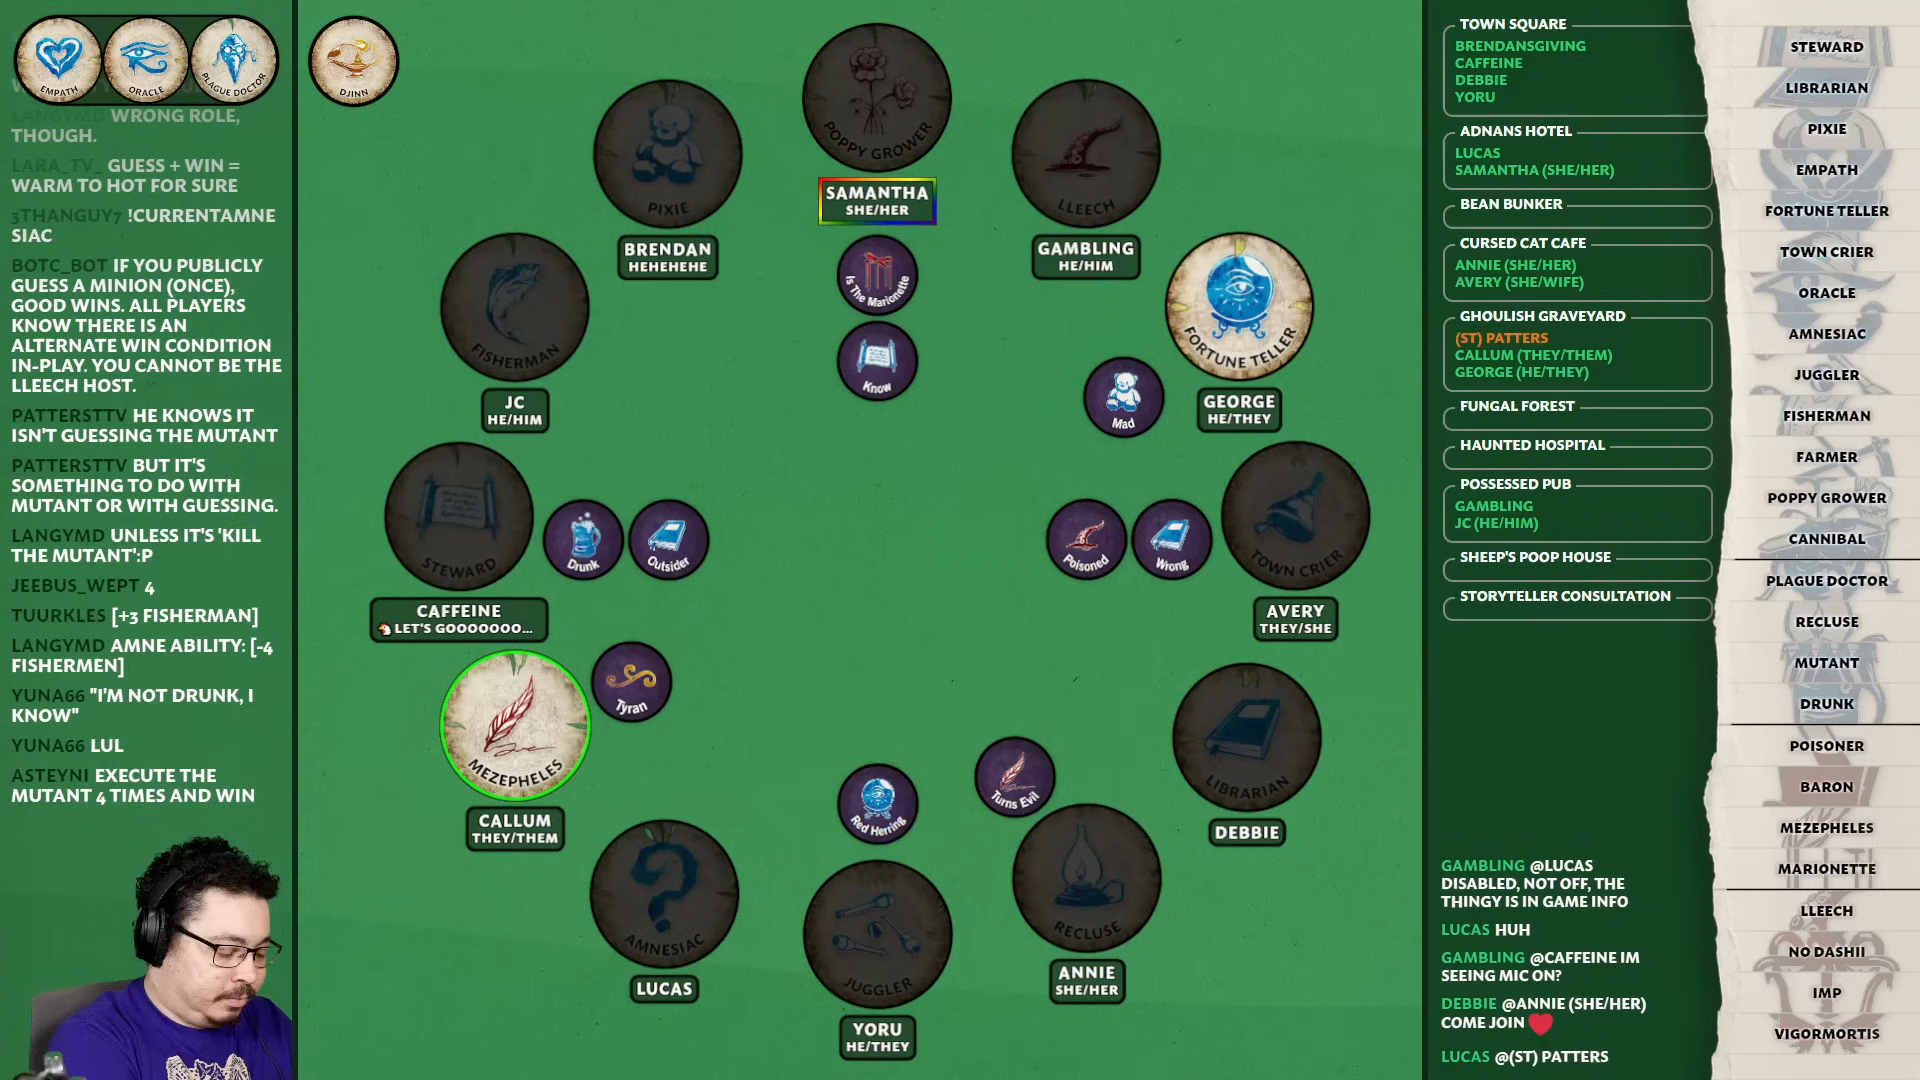 EMPATH
ORACLE
PLAGUE DOCTOR
DJINN
LANGYMD WRONG ROLE,
THOUGH.
LARA_TV_ GUESS + WIN =
WARM TO HOT FOR SURE
3THANGUY7 !CURRENTAMNE
SIAC
BOTC_BOT IF YOU PUBLICLY
GUESS A MINION (ONCE),
GOOD WINS. ALL PLAYERS
KNOW THERE IS AN
ALTERNATE WIN CONDITION
IN-PLAY. YOU CANNOT BE THE
LLEECH HOST.
PATTERSTTV HE KNOWS IT
ISN'T GUESSING THE MUTANT
PATTERSTTV BUT IT'S
SOMETHING TO DO WITH
MUTANT OR WITH GUESSING.
LANGYMD UNLESS IT'S 'KILL
THE MUTANT':P
JEEBUS_WEPT 4
TUURKLES [+3 FISHERMAN]
LANGYMD AMNE ABILITY: [-4
FISHERMEN]
YUNA66 "I'M NOT DRUNK, I
KNOW"
YUNA66 LUL
ASTEYNI EXECUTE THE
MUTANT 4 TIMES AND WIN
POPPY GROWER
SAMANTHA
SHE/HER
Is The Marionette
Know
LLEECH
GAMBLING
HE/HIM
FORTUNE TELLER
GEORGE
HE/THEY
Mad
TOWN CRIER
AVERY
THEY/SHE
Poisoned
Wrong
LIBRARIAN
DEBBIE
RECLUSE
ANNIE
SHE/HER
Turns Evil
JUGGLER
YORU
HE/THEY
Red Herring
AMNESIAC
LUCAS
MEZEPHELES
CALLUM
THEY/THEM
Tyran
STEWARD
CAFFEINE
LET'S GOOOOOOO...
Drunk
Outsider
FISHERMAN
JC
HE/HIM
PIXIE
BRENDAN
HEHEHEHE
TOWN SQUARE
BRENDANSGIVING
CAFFEINE
DEBBIE
YORU
ADNANS HOTEL
LUCAS
SAMANTHA (SHE/HER)
BEAN BUNKER
CURSED CAT CAFE
ANNIE (SHE/HER)
AVERY (SHE/WIFE)
GHOULISH GRAVEYARD
(ST) PATTERS
CALLUM (THEY/THEM)
GEORGE (HE/THEY)
FUNGAL FOREST
HAUNTED HOSPITAL
POSSESSED PUB
GAMBLING
JC (HE/HIM)
SHEEP'S POOP HOUSE
STORYTELLER CONSULTATION
GAMBLING @LUCAS
DISABLED, NOT OFF, THE
THINGY IS IN GAME INFO
LUCAS HUH
GAMBLING @CAFFEINE IM
SEEING MIC ON?
DEBBIE @ANNIE (SHE/HER)
COME JOIN ❤️
LUCAS @(ST) PATTERS
STEWARD
LIBRARIAN
PIXIE
EMPATH
FORTUNE TELLER
TOWN CRIER
ORACLE
AMNESIAC
JUGGLER
FISHERMAN
FARMER
POPPY GROWER
CANNIBAL
PLAGUE DOCTOR
RECLUSE
MUTANT
DRUNK
POISONER
BARON
MEZEPHELES
MARIONETTE
LLEECH
NO DASHII
IMP
VIGORMORTIS